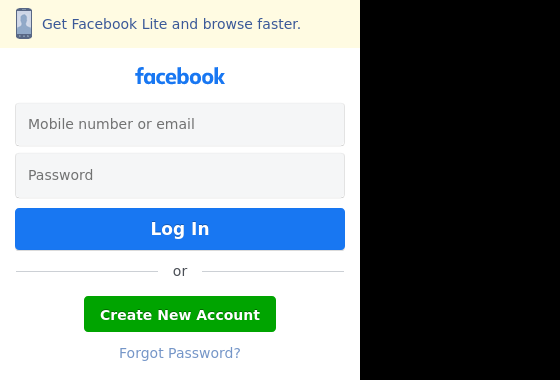 Get Facebook Lite and browse faster.
facebook
Mobile number or email
Password
Log In
or
Create New Account
Forgot Password?